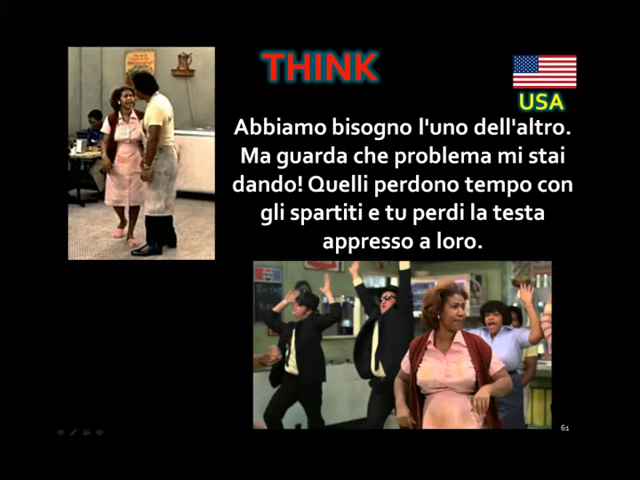 THINK
USA
Abbiamo bisogno l'uno dell'altro.
Ma guarda che problema mi stai
dando! Quelli perdono tempo con
gli spartiti e tu perdi la testa
appresso a loro.
61